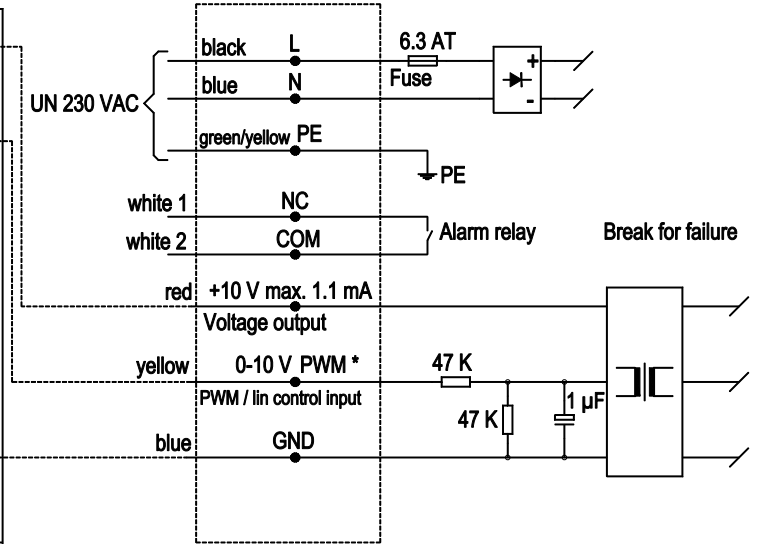 black L 6.3 AT
blue N Fuse
+
-
UN 230 VAC
green/yellow PE
PE
white 1 NC
white 2 COM Alarm relay Break for failure
red +10 V max. 1.1 mA
Voltage output
yellow 0-10 V PWM * 47 K
PWM / lin control input
47 K 1 µF
blue GND